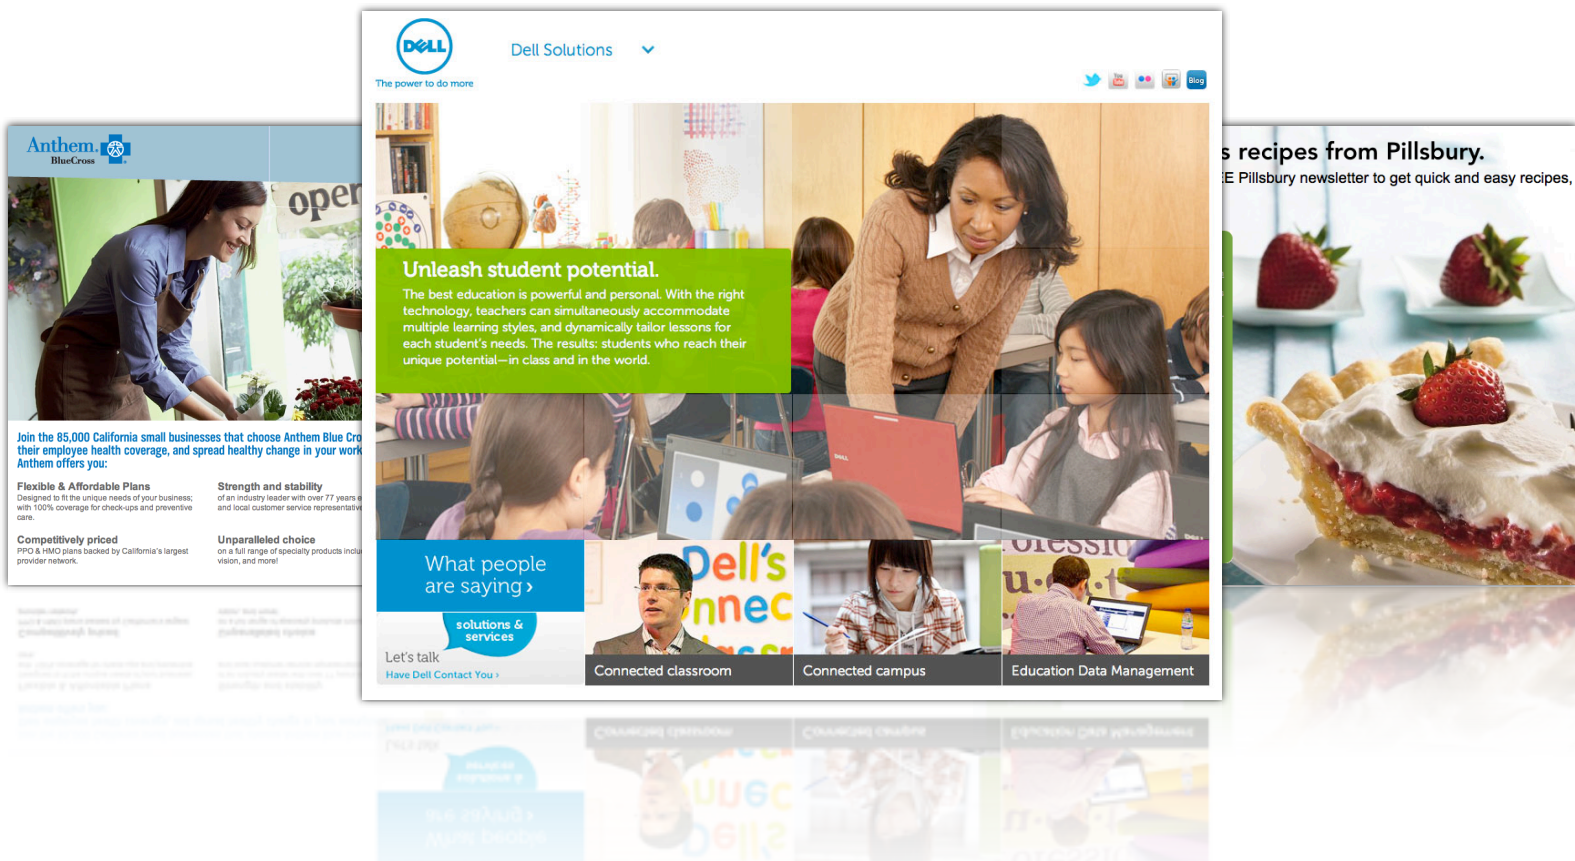 Anthem.
BlueCross
open
Join the 85,000 California small businesses that choose Anthem Blue Cro
their employee health coverage, and spread healthy change in your work
Anthem offers you:
Flexible & Affordable Plans
Designed to fit the unique needs of your business;
with 100% coverage for check-ups and preventive
care.
Strength and stability
of an industry leader with over 77 years e
and local customer service representative
Competitively priced
PPO & HMO plans backed by California's largest
provider network.
Unparalleled choice
on a full range of specialty products inclu
vision, and more!
DELL
The power to do more
Dell Solutions
You
Tube
Blog
Unleash student potential.
The best education is powerful and personal. With the right
technology, teachers can simultaneously accommodate
multiple learning styles, and dynamically tailor lessons for
each student's needs. The results: students who reach their
unique potential—in class and in the world.
DELL
DELL
What people
are saying ›
solutions &
services
Let's talk
Have Dell Contact You ›
Dell's
nnec
Connected classroom
Connected campus
Education Data Management
s recipes from Pillsbury.
EE Pillsbury newsletter to get quick and easy recipes,